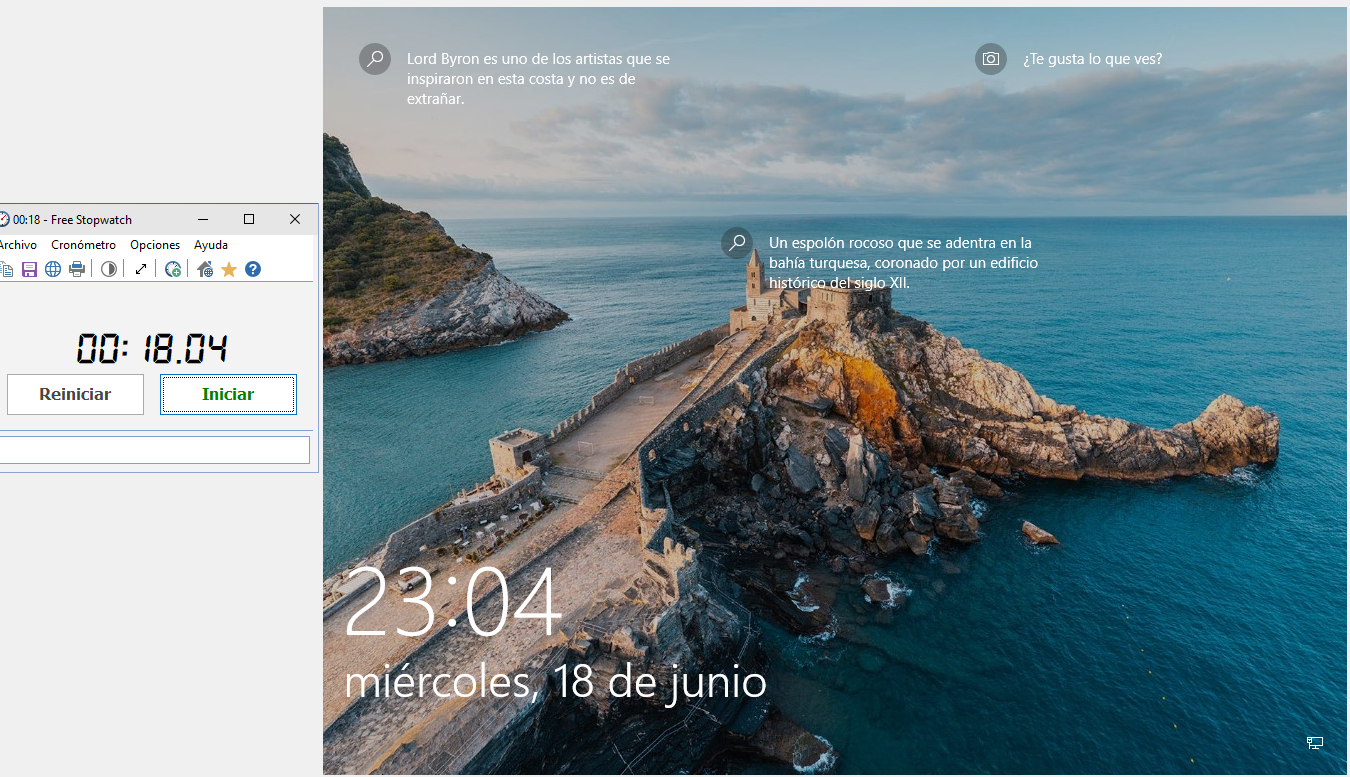 Lord Byron es uno de los artistas que se
inspiraron en esta costa y no es de
extrañar.
¿Te gusta lo que ves?
00:18 - Free Stopwatch
Archivo Cronómetro Opciones Ayuda
00:18.04
Reiniciar Iniciar
Un espolón rocoso que se adentra en la
bahía turquesa, coronado por un edificio
histórico del siglo XII.
23:04
miércoles, 18 de junio